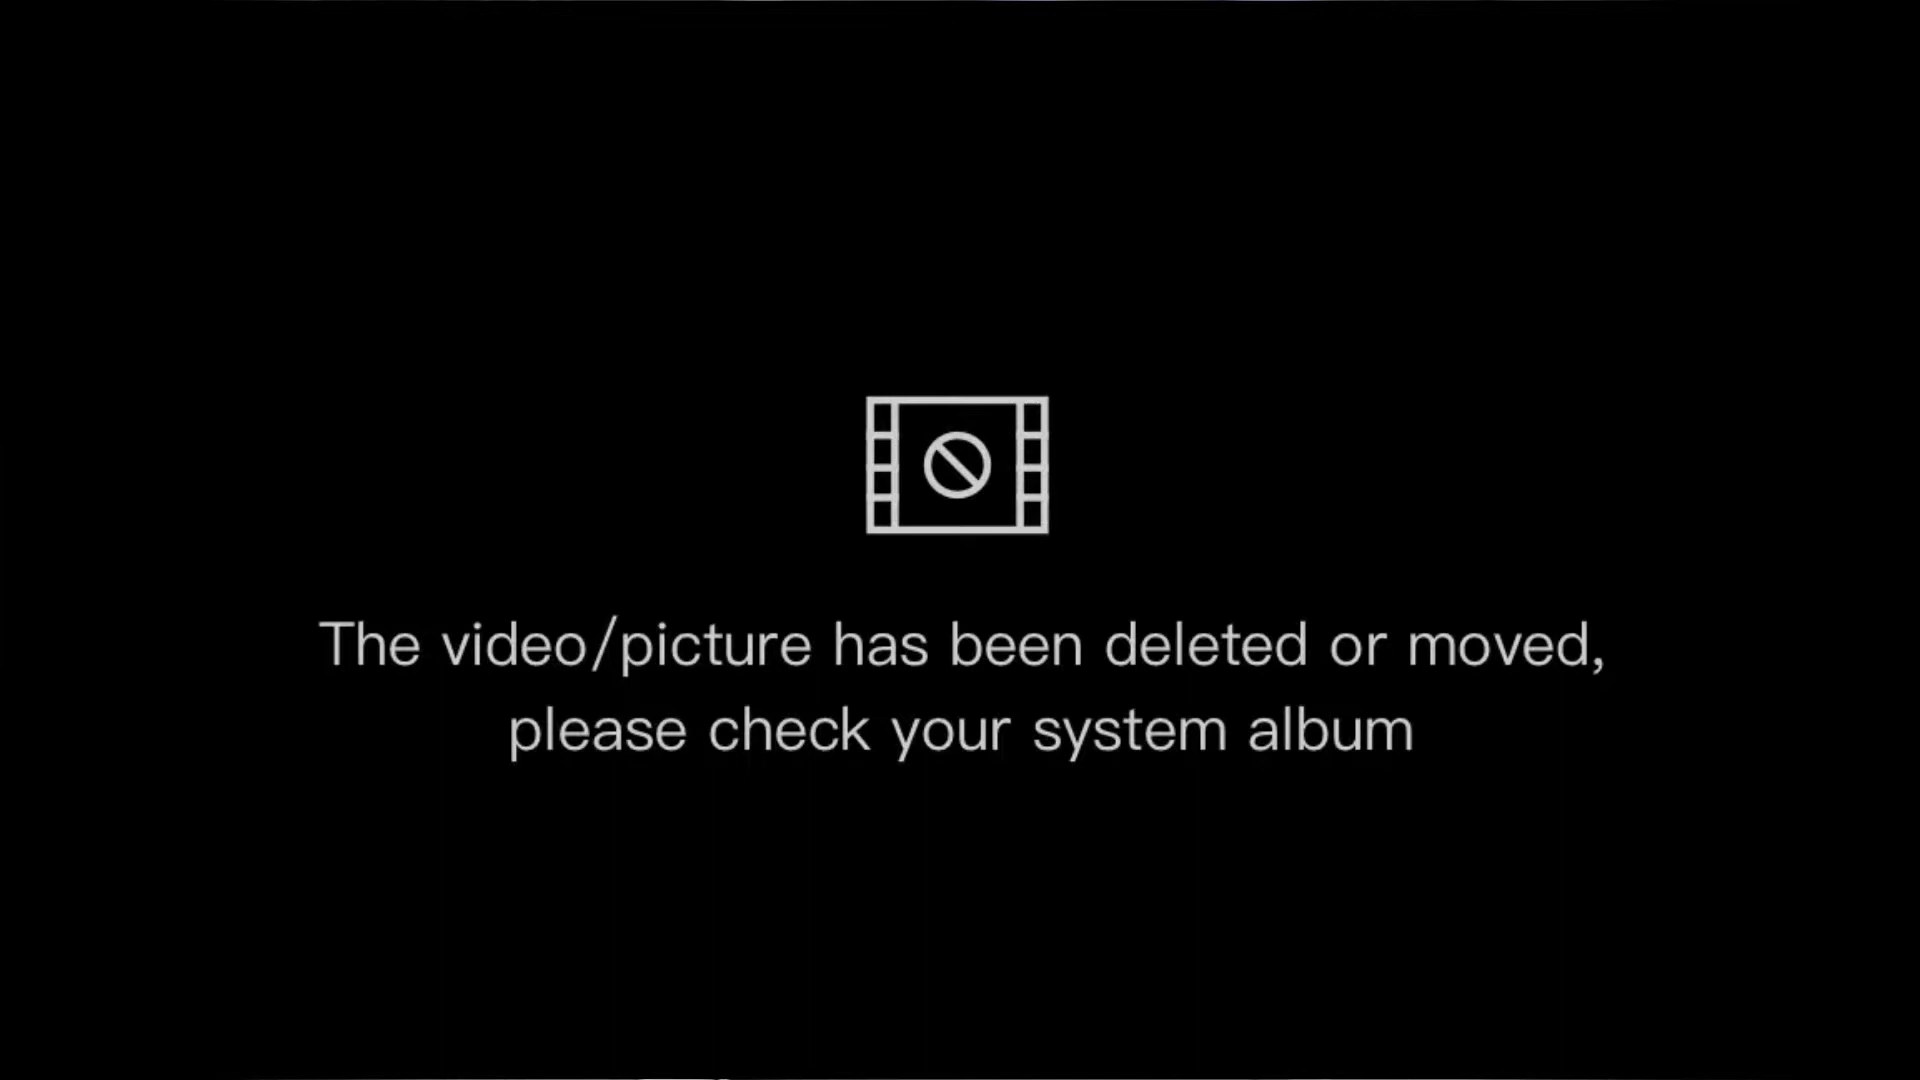 The video/picture has been deleted or moved,
please check your system album